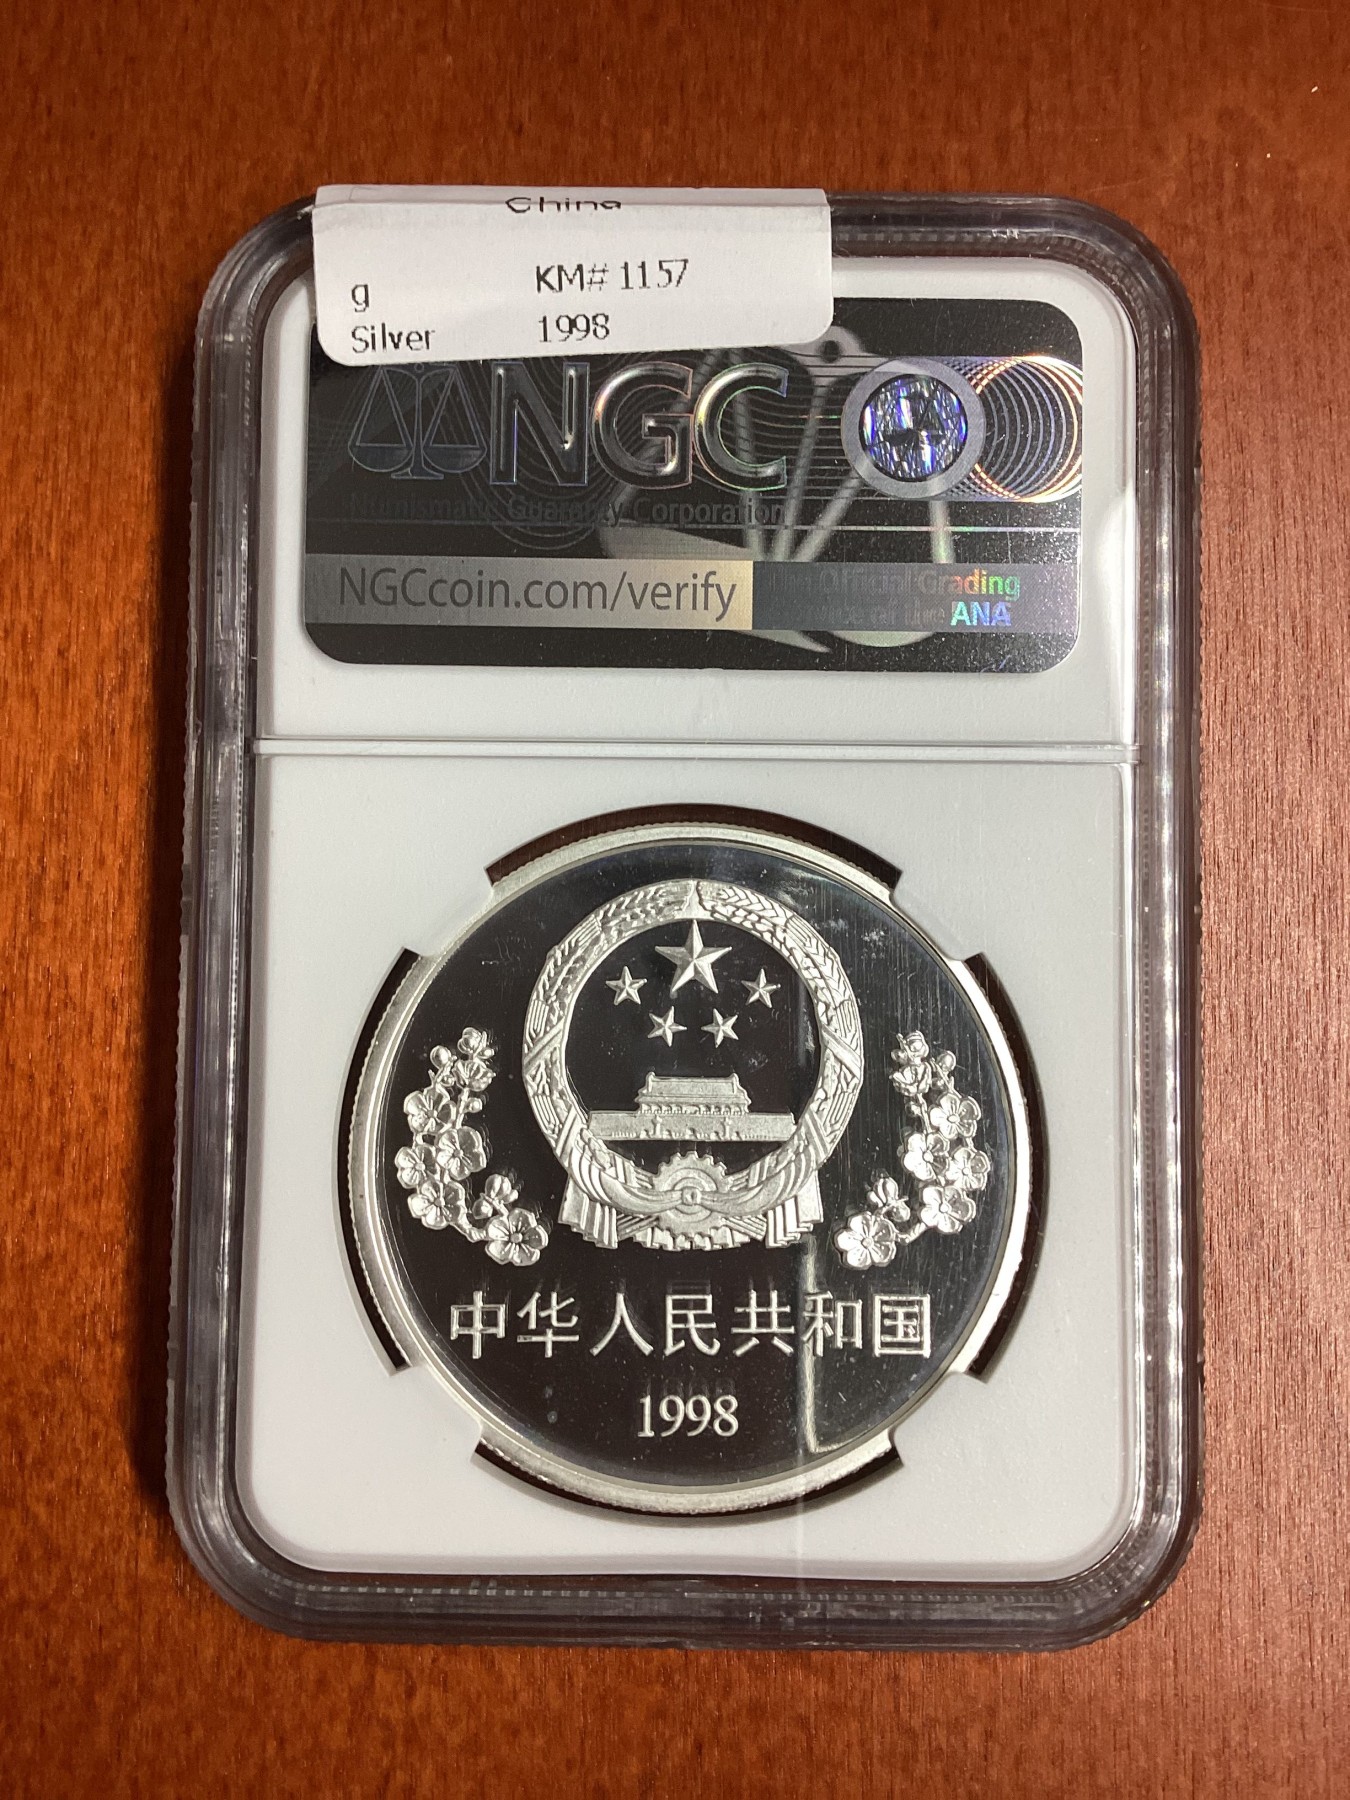 China
g KM# 1157
Silver 1998
NGC
Numismatic Guaranty Corporation
NGCcoin.com/verify
Official Grading
ANA
中华人民共和国
1998